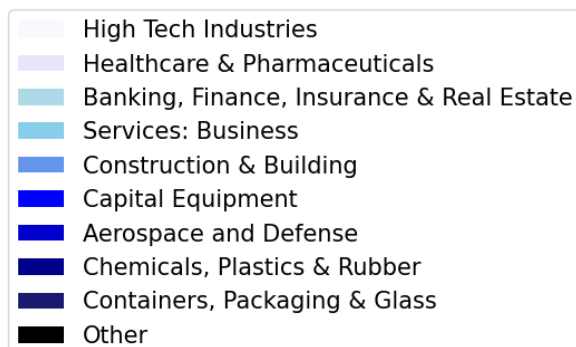 High Tech Industries
Healthcare & Pharmaceuticals
Banking, Finance, Insurance & Real Estate
Services: Business
Construction & Building
Capital Equipment
Aerospace and Defense
Chemicals, Plastics & Rubber
Containers, Packaging & Glass
Other